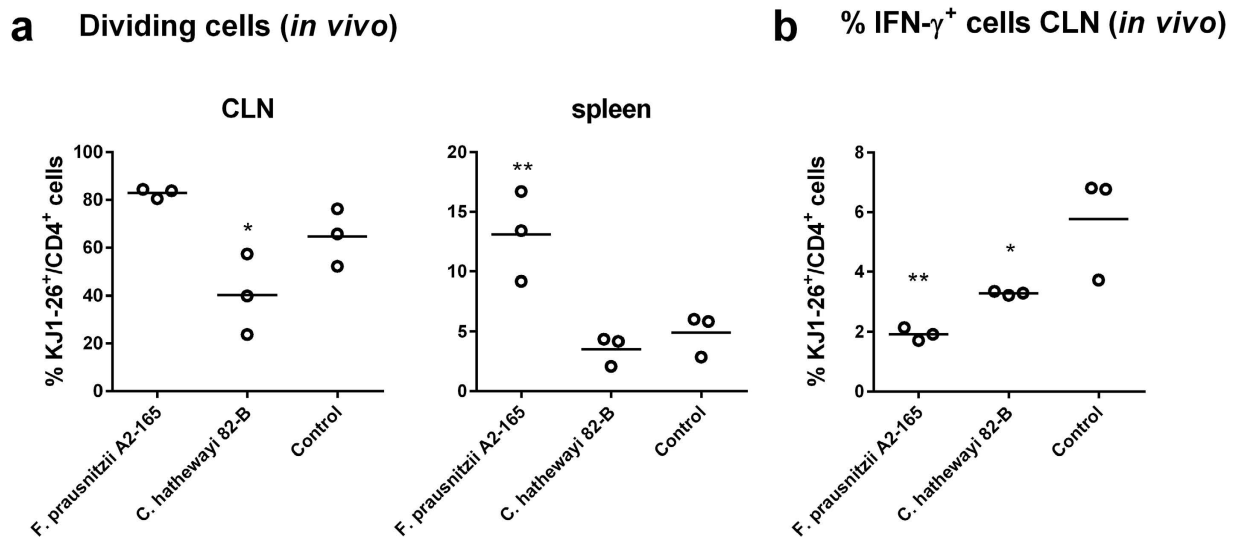 a Dividing cells (in vivo)
b % IFN-γ+ cells CLN (in vivo)
CLN
spleen
% KJ1-26+/CD4+ cells
100
80
60
40
20
0
*
F. prausnitzii A2-165
C. hathewayi 82-B
Control
20
15
10
5
0
**
F. prausnitzii A2-165
C. hathewayi 82-B
Control
% KJ1-26+/CD4+ cells
8
6
4
2
0
**
*
F. prausnitzii A2-165
C. hathewayi 82-B
Control